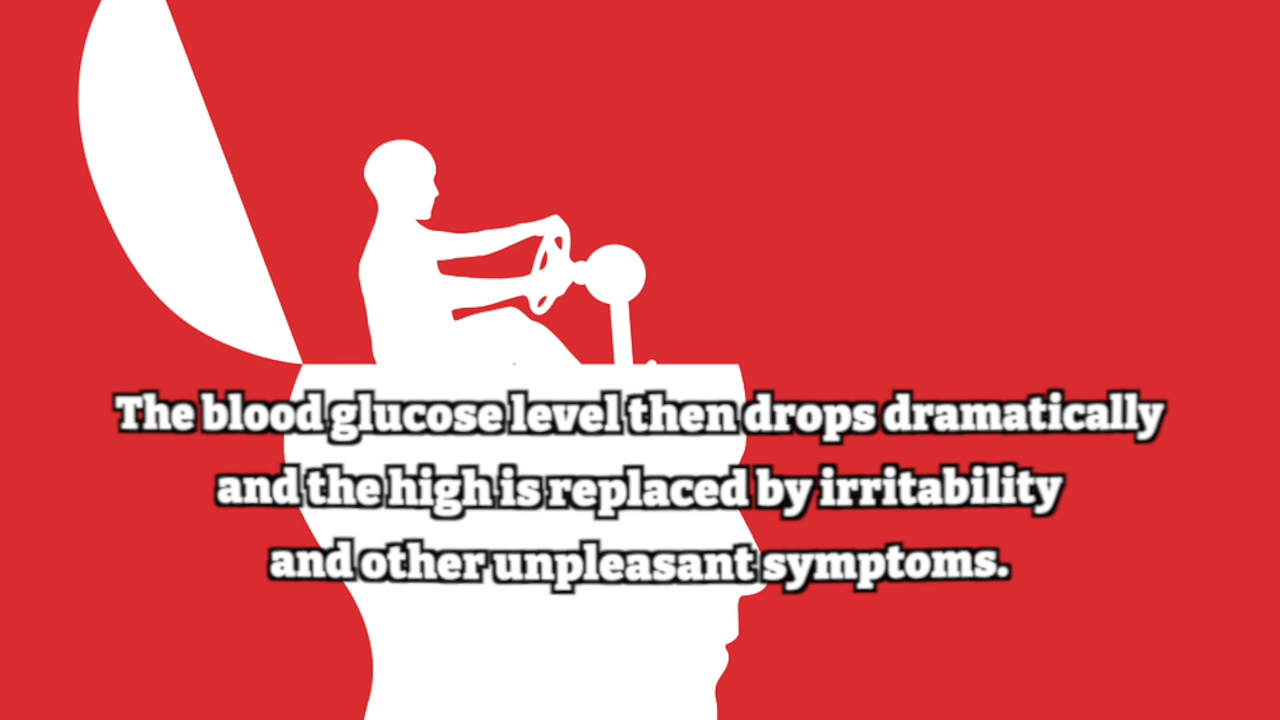 The blood glucose level then drops dramatically
and the high is replaced by irritability
and other unpleasant symptoms.